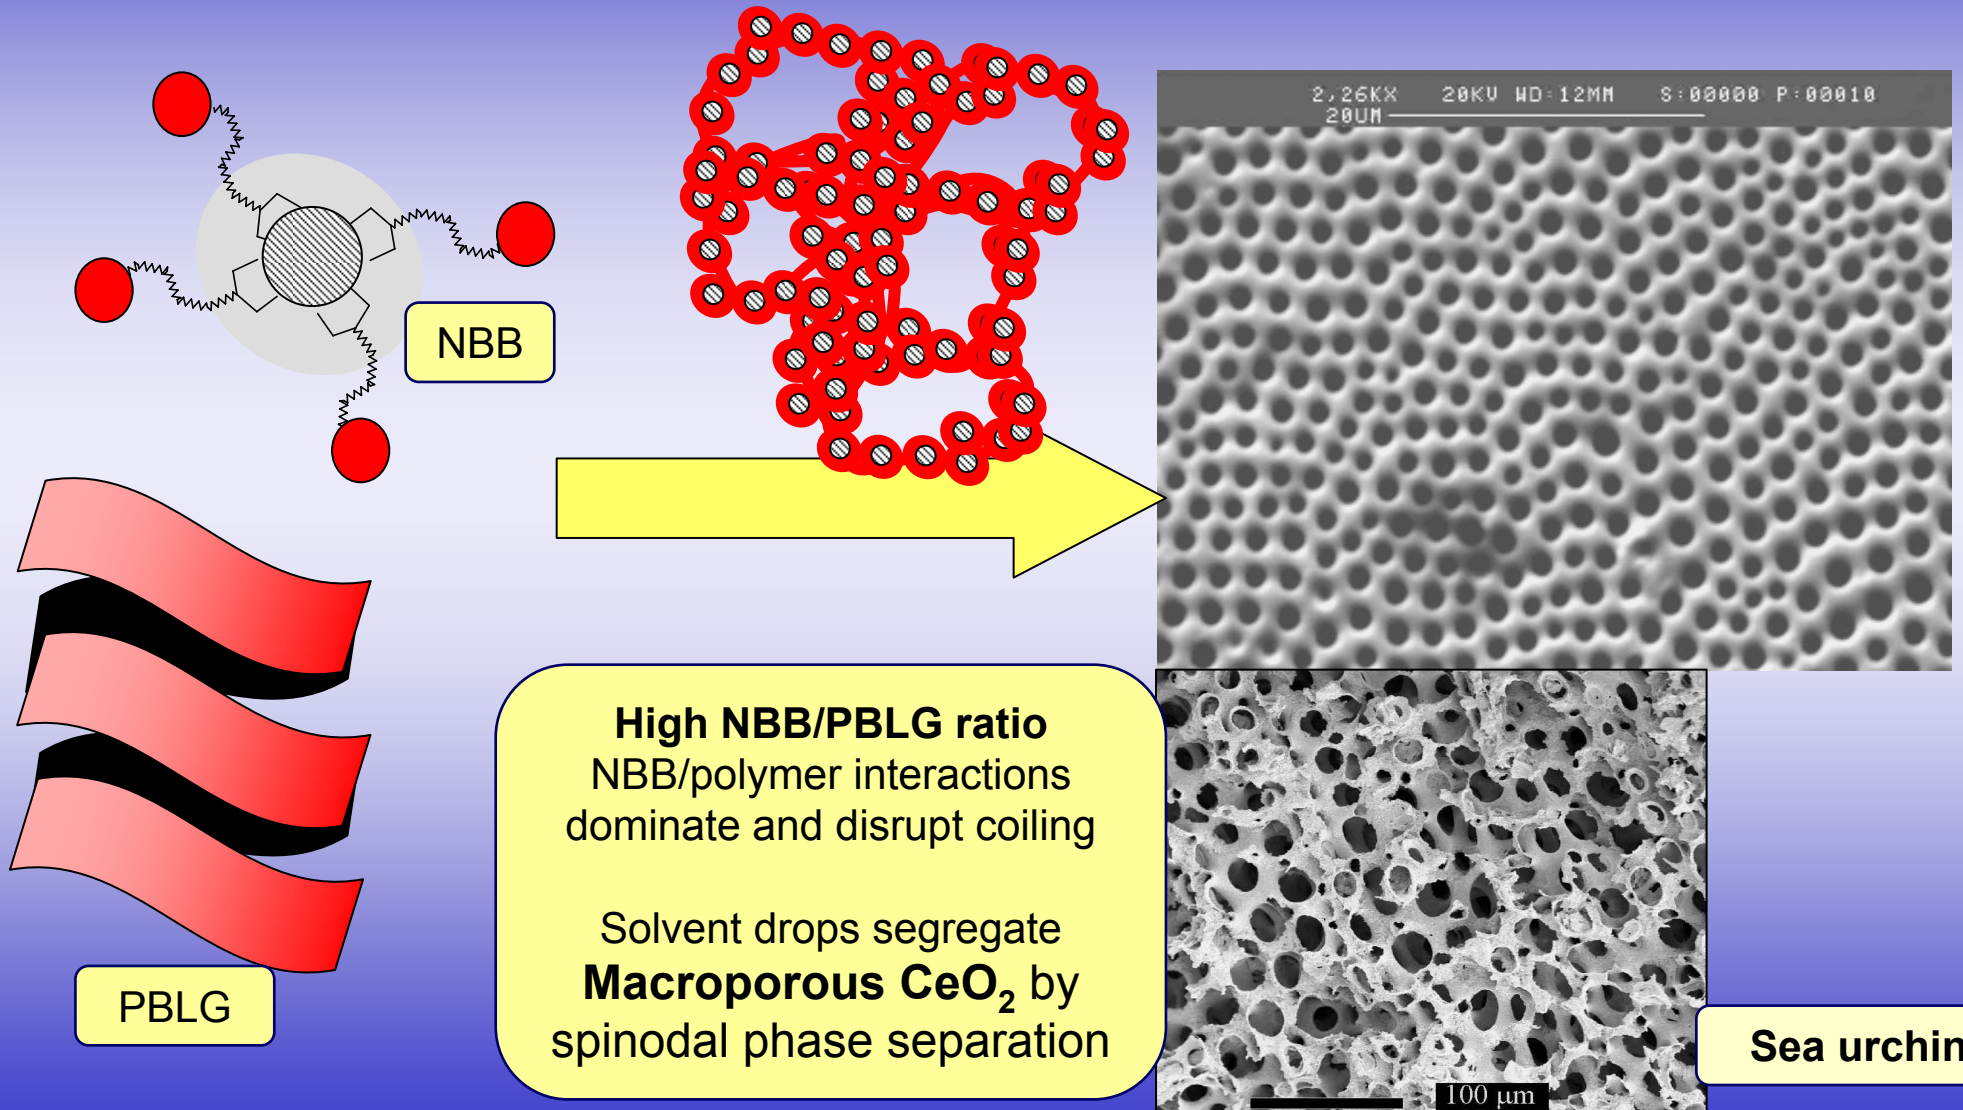 2,26KX 20KV WD:12MM S:00000 P:00010
20UM
NBB
PBLG
High NBB/PBLG ratio
NBB/polymer interactions
dominate and disrupt coiling
Solvent drops segregate
Macroporous CeO₂ by
spinodal phase separation
100 µm
Sea urchin